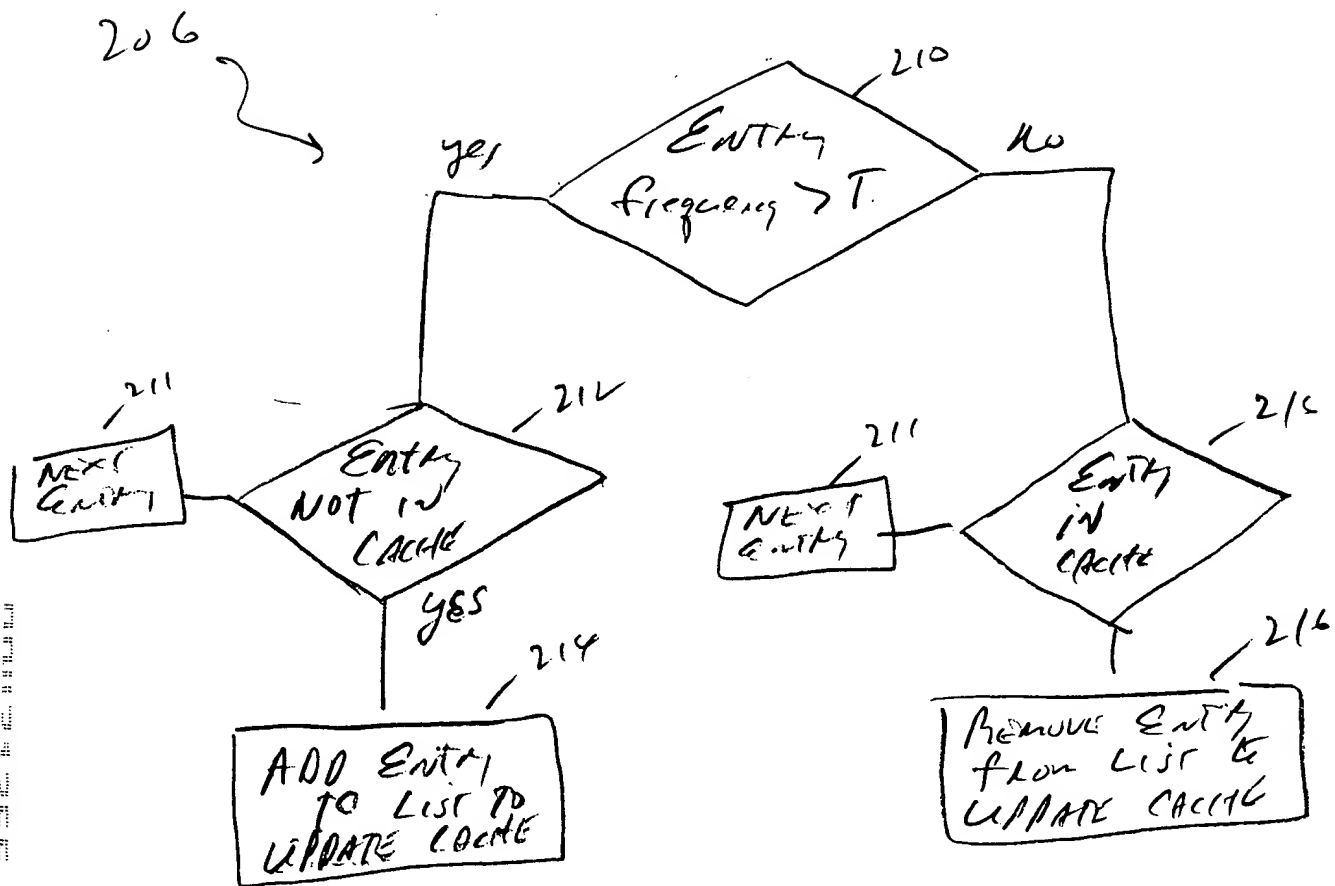 206
210
Entry
frequency > T.
yes
no
211
NEXT
Entry
212
Entry
NOT IN
CACHE
yes
214
ADD Entry
TO LIST TO
UPDATE CACHE
211
NEXT
Entry
Entry
IN
CACHE
216
REMOVE Entry
from LIST
UPDATE CACHE